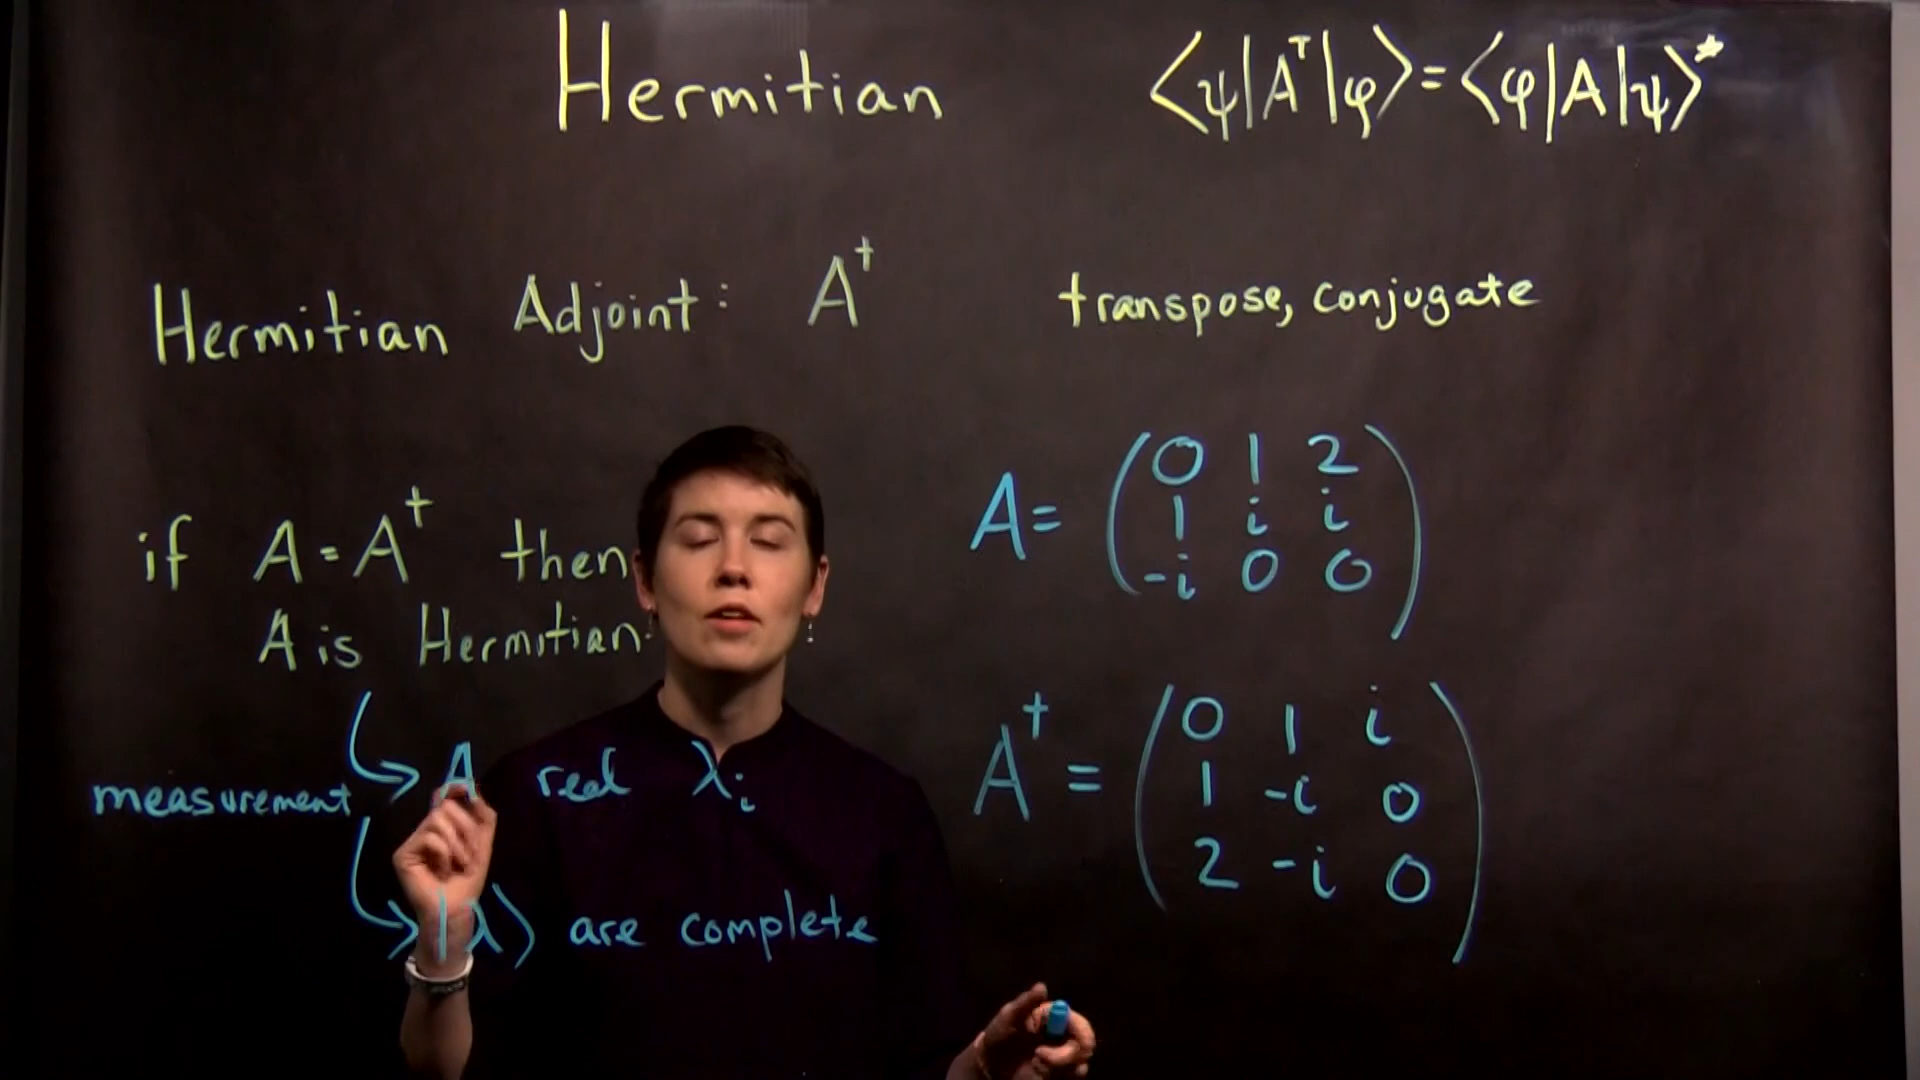 Hermitian
⟨ψ|A†|φ⟩=⟨φ|A|ψ⟩*
Hermitian Adjoint: A†
transpose, conjugate
if A=A† then
A is Hermitian.
measurement
A real λi
|λ⟩ are complete
A= (0 1 2
1 i i
-i 0 0)
A† = (0 1 i
1 -i 0
2 -i 0)